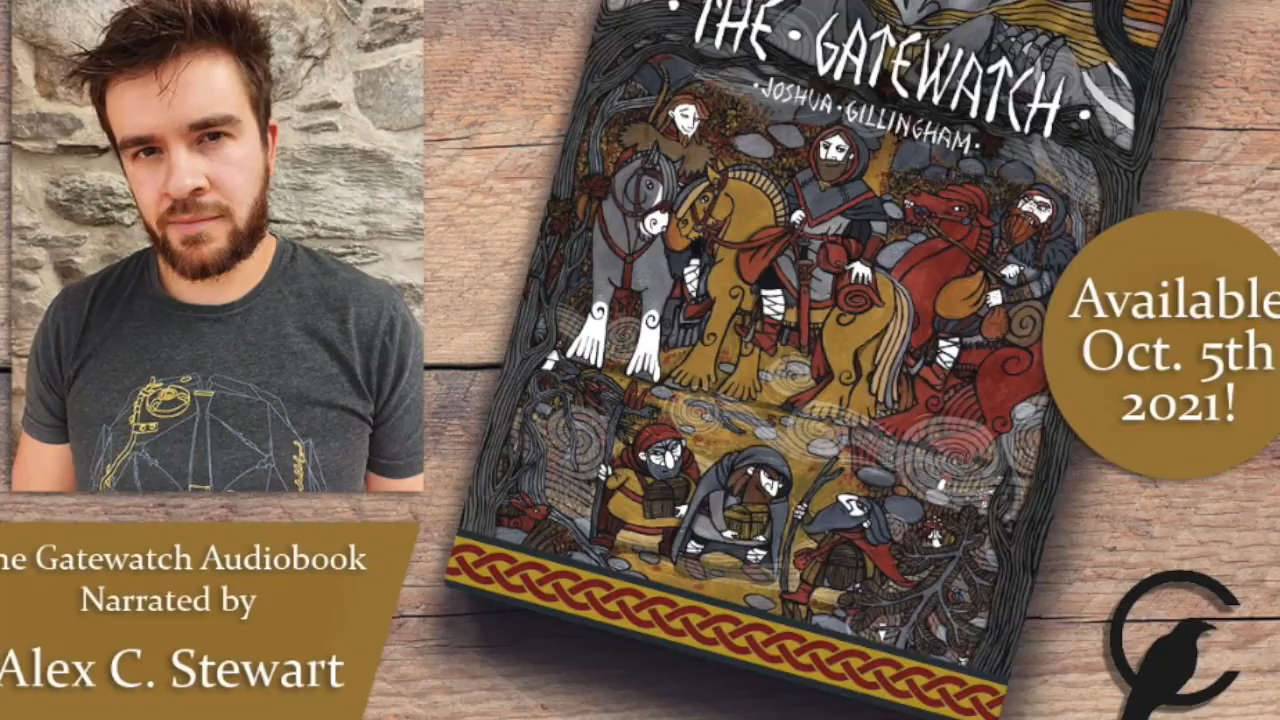 THE · GATEWATCH ·
· JOSHUA · GILLINGHAM ·
Available
Oct. 5th
2021!
he Gatewatch Audiobook
Narrated by
Alex C. Stewart